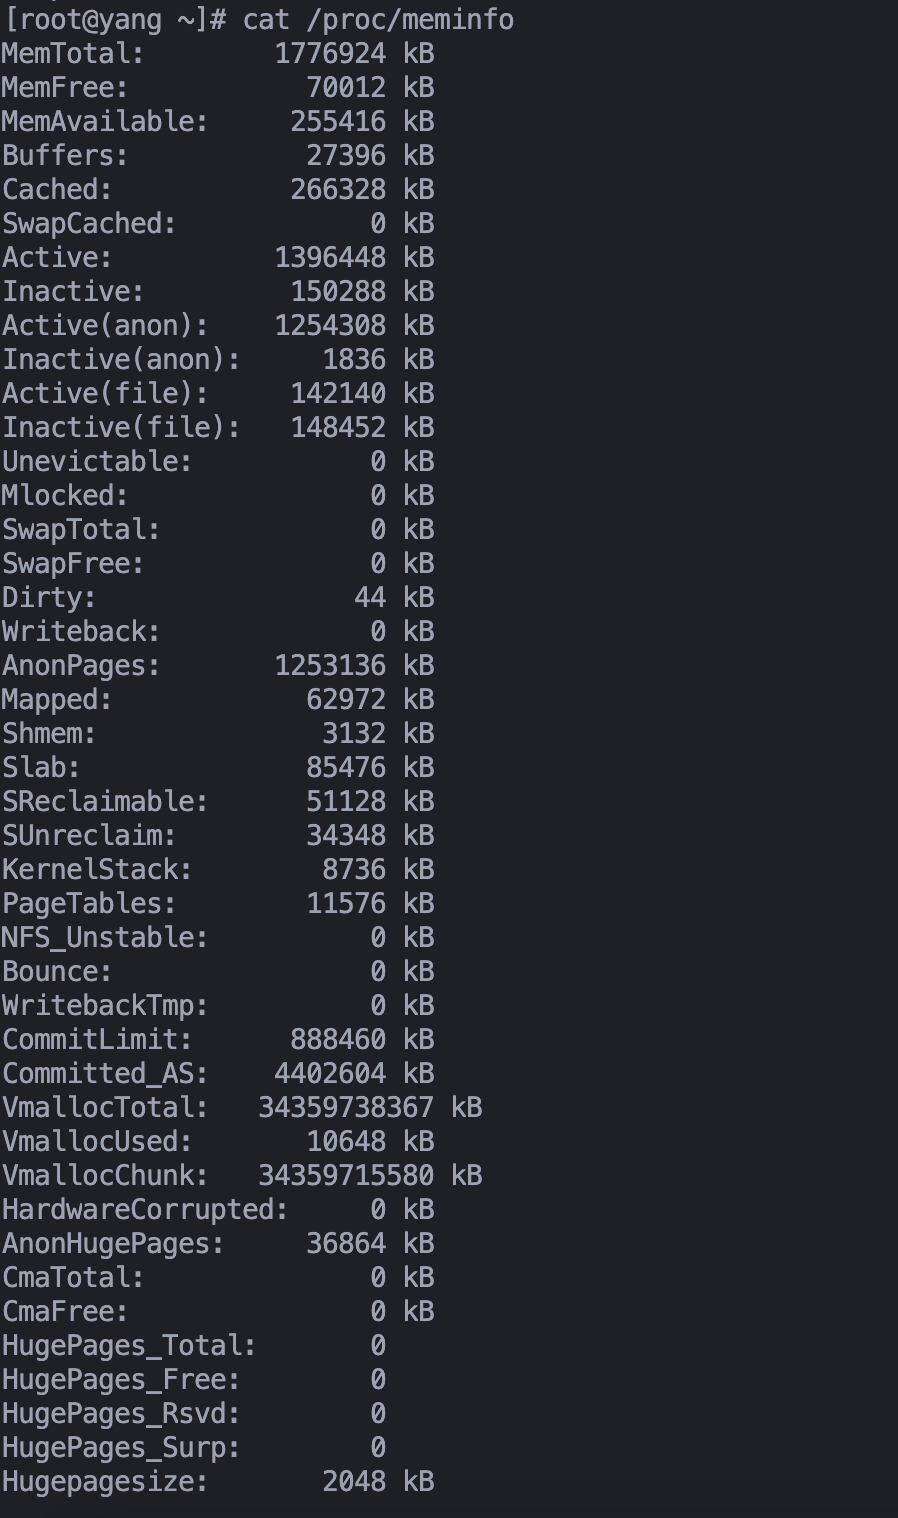 [root@yang ~]# cat /proc/meminfo
MemTotal:        1776924 kB
MemFree:           70012 kB
MemAvailable:     255416 kB
Buffers:           27396 kB
Cached:           266328 kB
SwapCached:            0 kB
Active:          1396448 kB
Inactive:         150288 kB
Active(anon):    1254308 kB
Inactive(anon):     1836 kB
Active(file):     142140 kB
Inactive(file):   148452 kB
Unevictable:           0 kB
Mlocked:               0 kB
SwapTotal:             0 kB
SwapFree:              0 kB
Dirty:                44 kB
Writeback:             0 kB
AnonPages:       1253136 kB
Mapped:            62972 kB
Shmem:              3132 kB
Slab:              85476 kB
SReclaimable:      51128 kB
SUnreclaim:        34348 kB
KernelStack:        8736 kB
PageTables:        11576 kB
NFS_Unstable:          0 kB
Bounce:                0 kB
WritebackTmp:          0 kB
CommitLimit:      888460 kB
Committed_AS:    4402604 kB
VmallocTotal:   34359738367 kB
VmallocUsed:       10648 kB
VmallocChunk:   34359715580 kB
HardwareCorrupted:     0 kB
AnonHugePages:     36864 kB
CmaTotal:              0 kB
CmaFree:               0 kB
HugePages_Total:       0
HugePages_Free:        0
HugePages_Rsvd:        0
HugePages_Surp:        0
Hugepagesize:       2048 kB